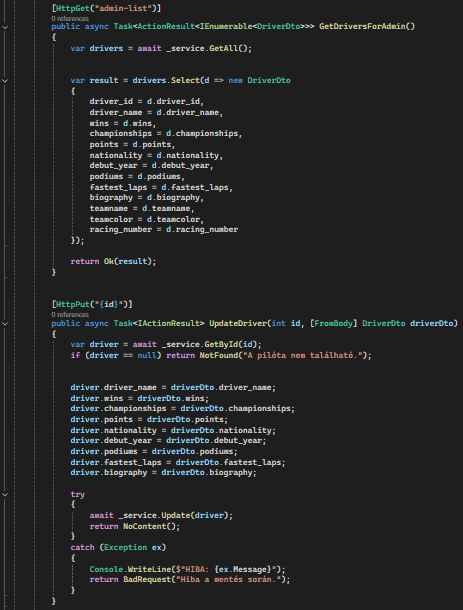 [HttpGet("admin-list")]
0 references
public async Task<ActionResult<IEnumerable<DriverDto>>> GetDriversForAdmin()
{
var drivers = await _service.GetAll();
var result = drivers.Select(d => new DriverDto
{
driver_id = d.driver_id,
driver_name = d.driver_name,
wins = d.wins,
championships = d.championships,
points = d.points,
nationality = d.nationality,
debut_year = d.debut_year,
podiums = d.podiums,
fastest_laps = d.fastest_laps,
biography = d.biography,
teamname = d.teamname,
teamcolor = d.teamcolor,
racing_number = d.racing_number
});
return Ok(result);
}
[HttpPut("{id}")]
0 references
public async Task<IActionResult> UpdateDriver(int id, [FromBody] DriverDto driverDto)
{
var driver = await _service.GetById(id);
if (driver == null) return NotFound("A pilóta nem található.");
driver.driver_name = driverDto.driver_name;
driver.wins = driverDto.wins;
driver.championships = driverDto.championships;
driver.points = driverDto.points;
driver.nationality = driverDto.nationality;
driver.debut_year = driverDto.debut_year;
driver.podiums = driverDto.podiums;
driver.fastest_laps = driverDto.fastest_laps;
driver.biography = driverDto.biography;
try
{
await _service.Update(driver);
return NoContent();
}
catch (Exception ex)
{
Console.WriteLine($"HIBA: {ex.Message}");
return BadRequest("Hiba a mentés során.");
}
}